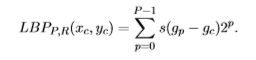 $LBP_{P,R}(x_c, y_c) = \sum_{p=0}^{P-1} s(g_p - g_c)2^p.$